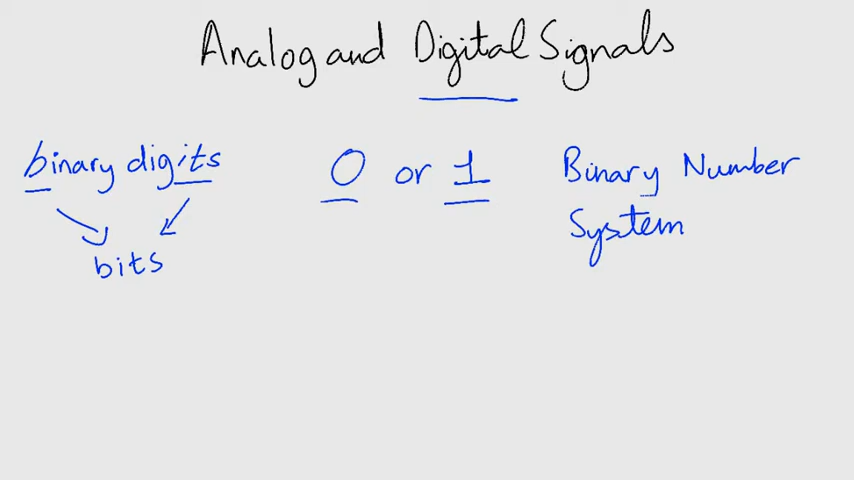 Analog and Digital Signals
binary digits
bits
0 or 1
Binary Number
System